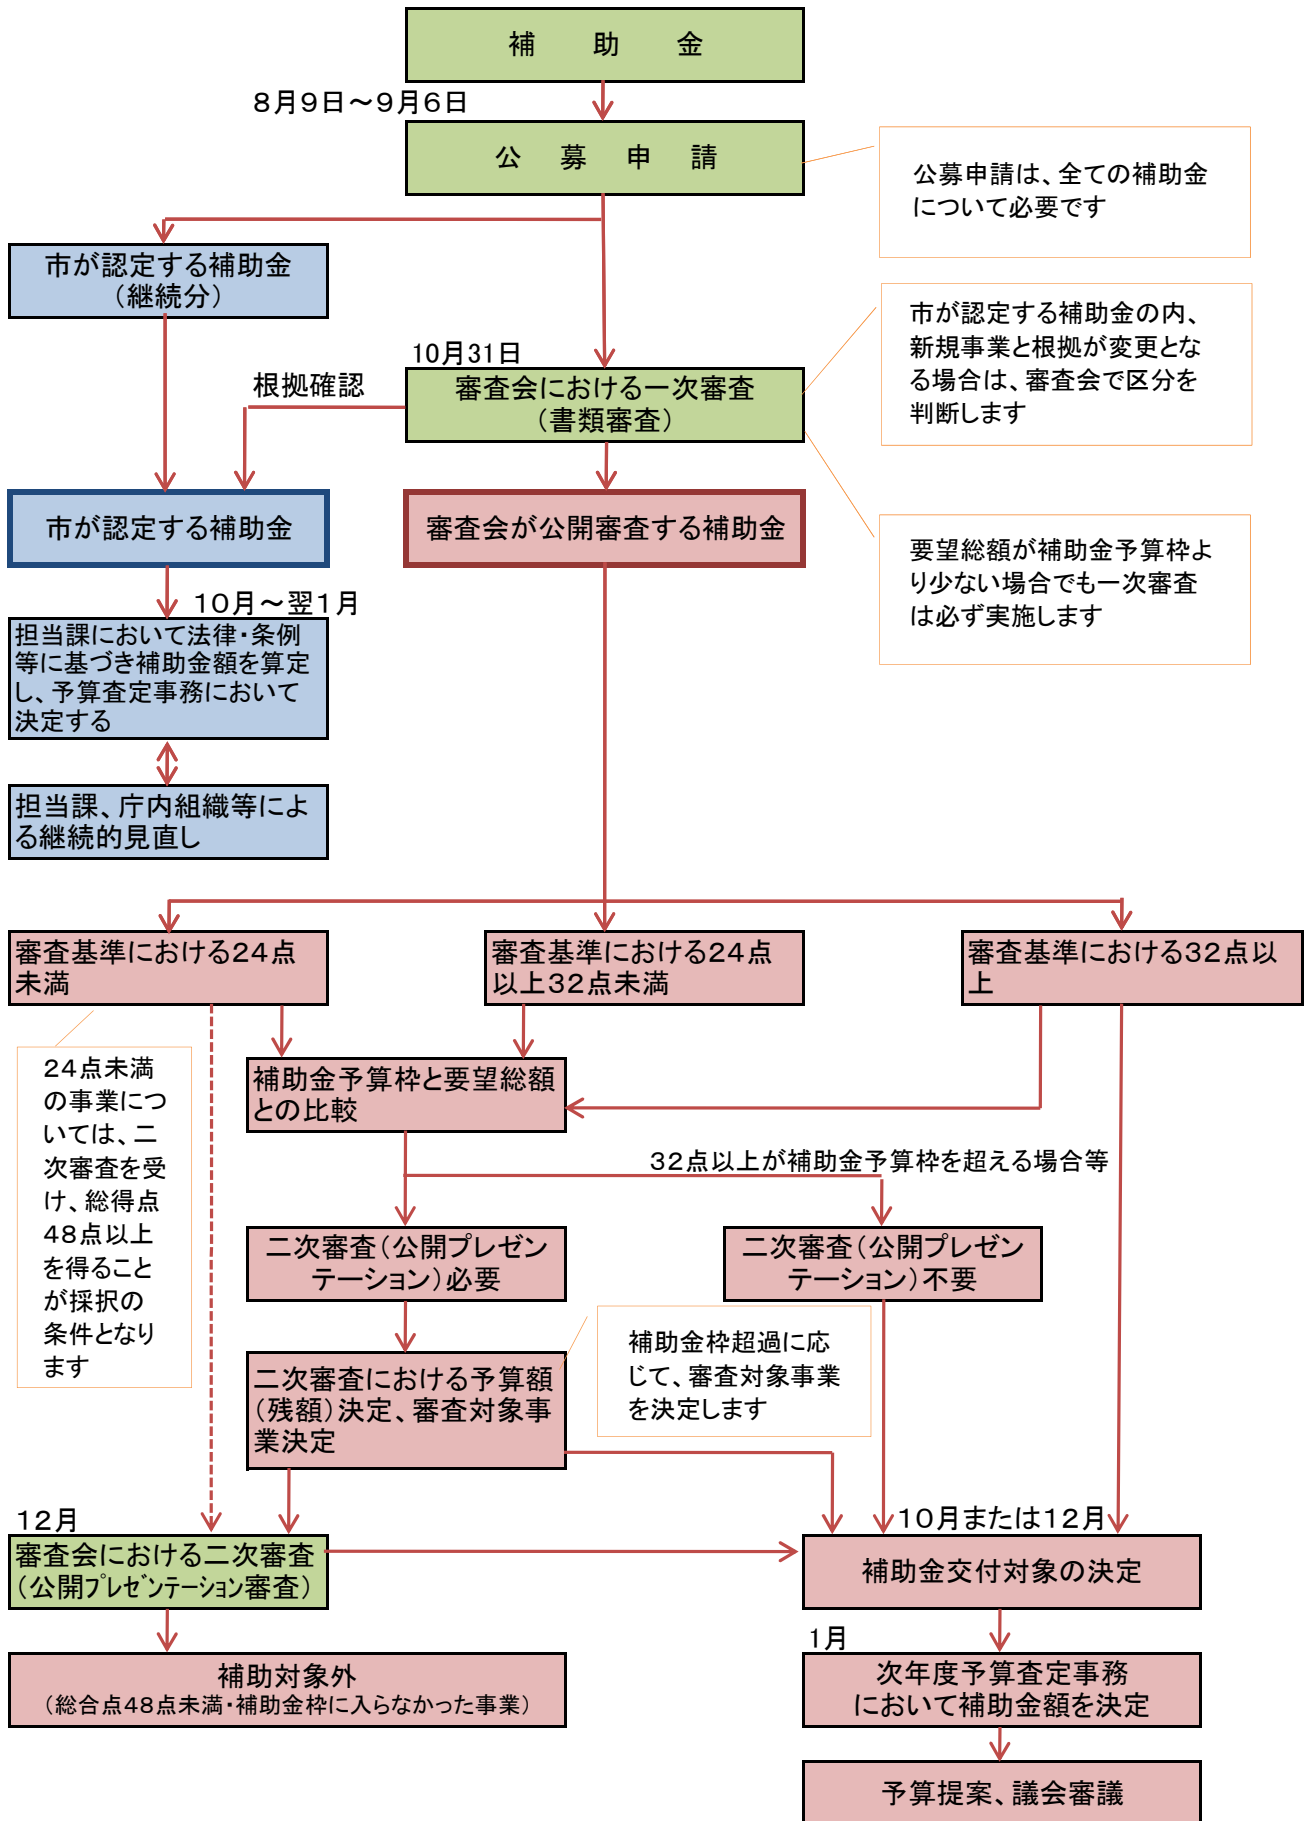 補　助　金
８月９日～９月６日
公　募　申　請
公募申請は、全ての補助金
について必要です
市が認定する補助金
（継続分）
市が認定する補助金の内、
新規事業と根拠が変更とな
る場合は、審査会で区分を
判断します
10月31日
根拠確認
審査会における一次審査
（書類審査）
市が認定する補助金
審査会が公開審査する補助金
要望総額が補助金予算枠よ
り少ない場合でも一次審査
は必ず実施します
１０月～翌１月
担当課において法律・条例
等に基づき補助金額を算定
し、予算査定事務において
決定する
担当課、庁内組織等によ
る継続的見直し
審査基準における２４点
未満
審査基準における２４点
以上３２点未満
審査基準における３２点以
上
２４点未満
の事業につ
いては、二
次審査を受
け、総得点
４８点以上
を得ること
が採択の
条件となり
ます
補助金予算枠と要望総額
との比較
３２点以上が補助金予算枠を超える場合等
二次審査（公開プレゼン
テーション）必要
二次審査（公開プレゼン
テーション）不要
補助金枠超過に応
じて、審査対象事業
を決定します
二次審査における予算額
（残額）決定、審査対象事
業決定
１２月
１０月または１２月
審査会における二次審査
（公開ﾌﾟﾚｾﾞﾝﾃｰｼｮﾝ審査）
補助金交付対象の決定
１月
補助対象外
（総合点４８点未満・補助金枠に入らなかった事業）
次年度予算査定事務
において補助金額を決定
予算提案、議会審議